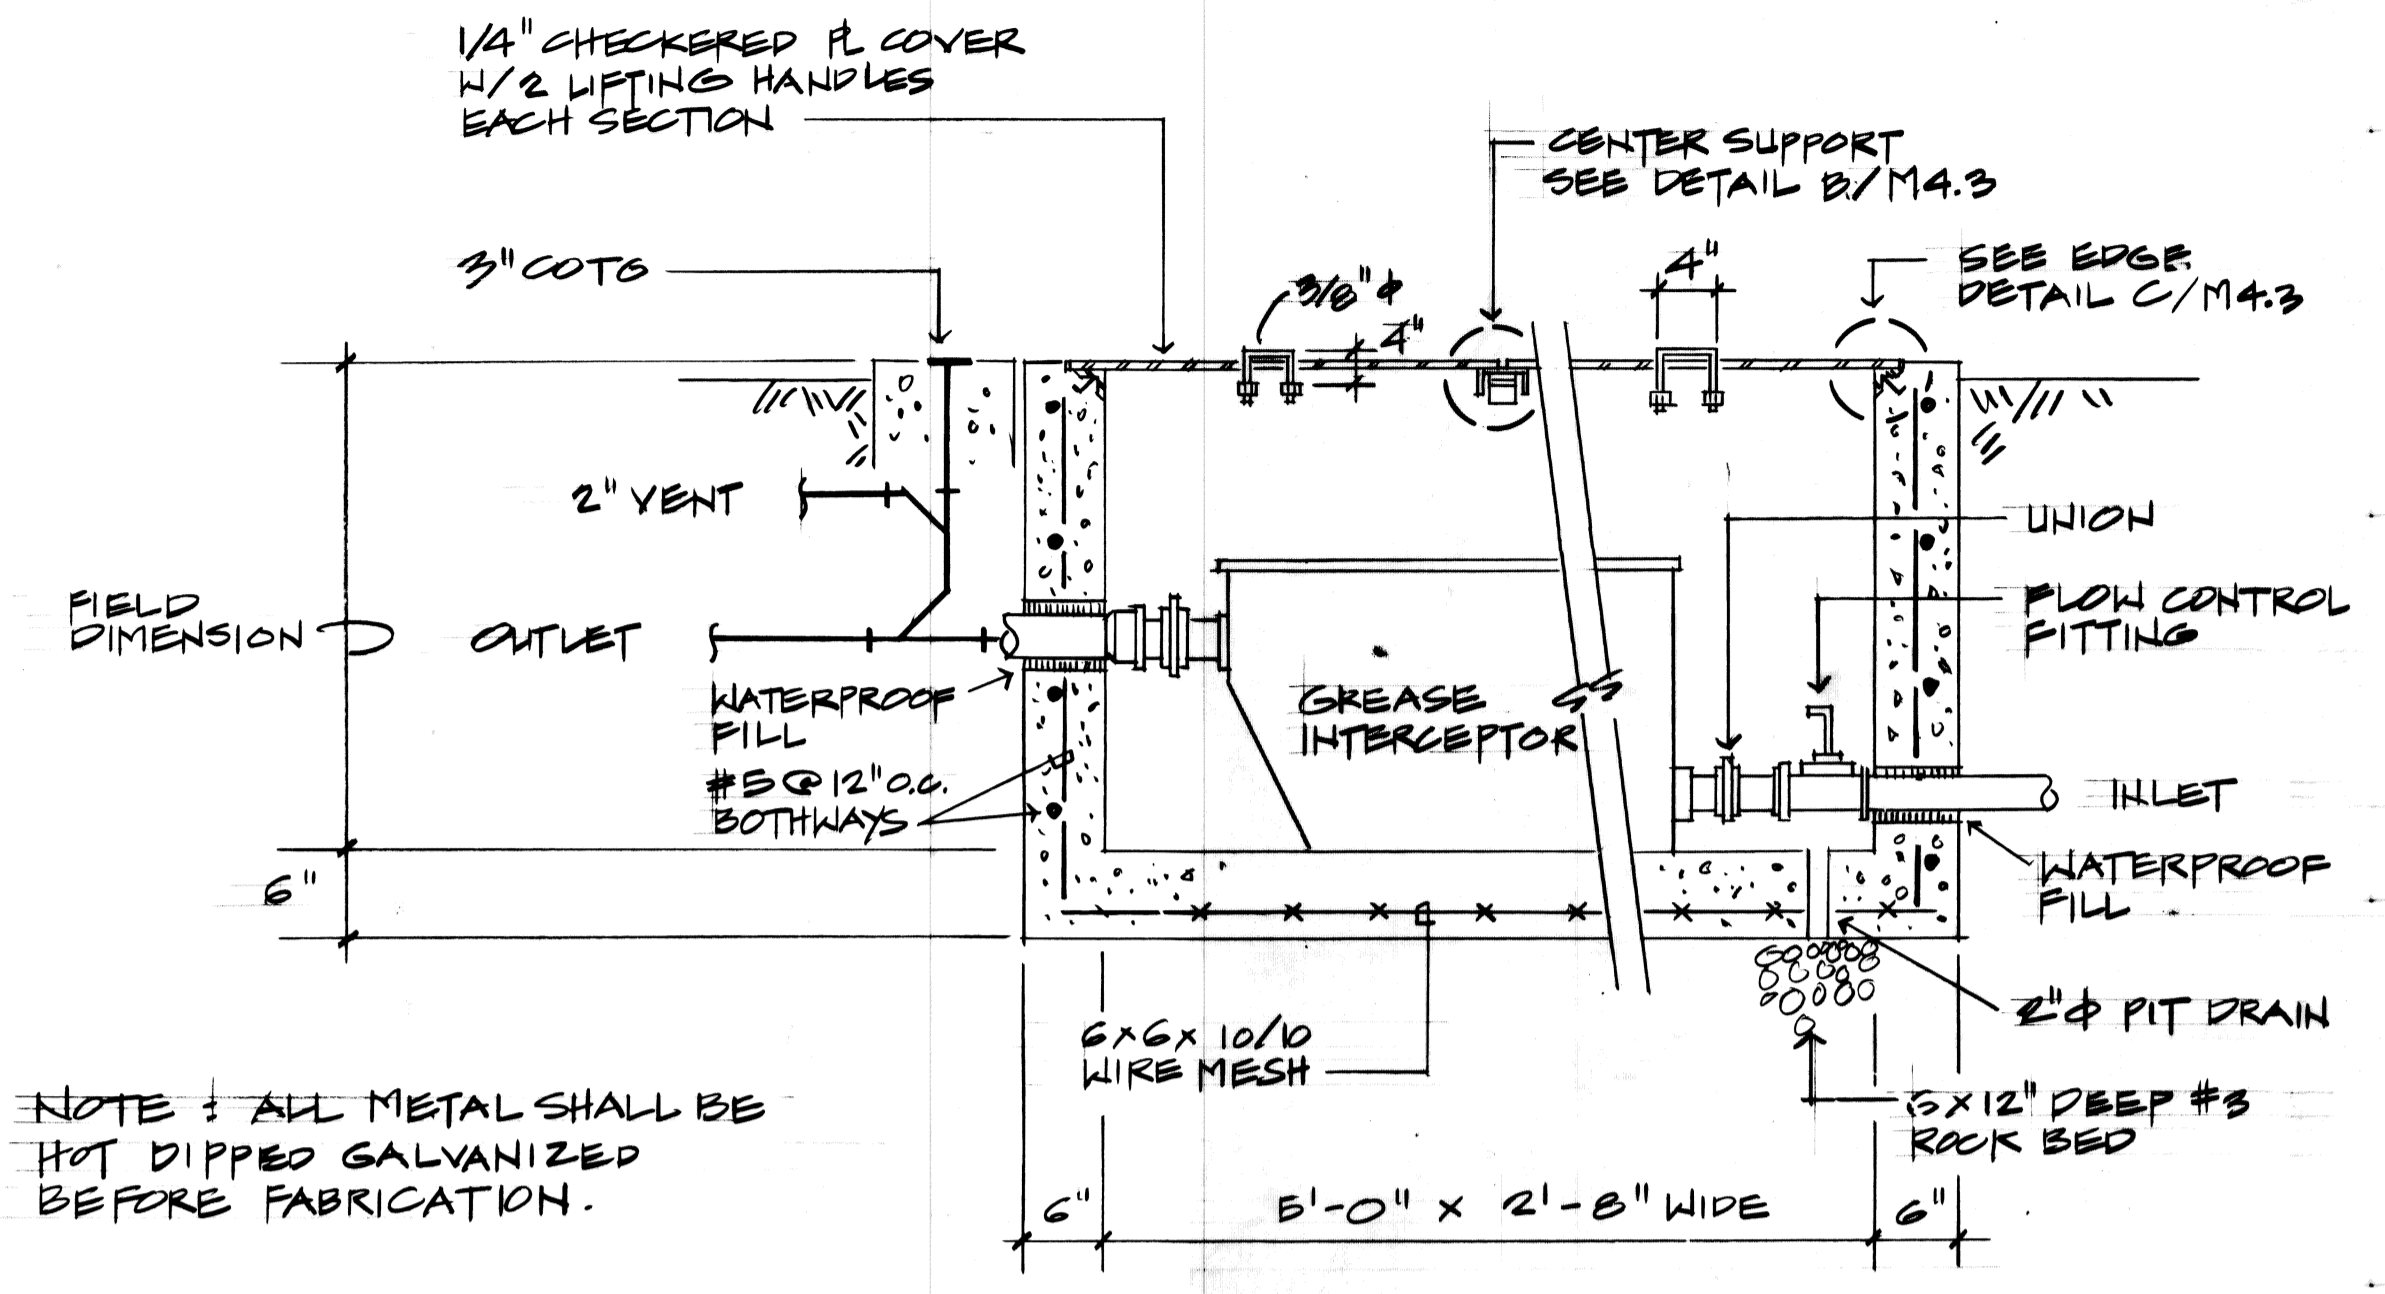 1/4" CHECKERED ℄ COVER
W/2 LIFTING HANDLES
EACH SECTION
CENTER SUPPORT
SEE DETAIL B/M4.3
3" COTG
3/8" ϕ
4"
4"
SEE EDGE
DETAIL C/M4.3
2" VENT
UNION
FIELD
DIMENSION
OUTLET
FLOW CONTROL
FITTING
WATERPROOF
FILL
GREASE
INTERCEPTOR
#5 @ 12" O.C.
BOTHWAYS
INLET
6"
WATERPROOF
FILL
2" ϕ PIT DRAIN
6x6x 10/10
WIRE MESH
X12" DEEP #3
ROCK BED
NOTE : ALL METAL SHALL BE
HOT DIPPED GALVANIZED
BEFORE FABRICATION.
6"
5'-0" x 2'-8" WIDE
6"